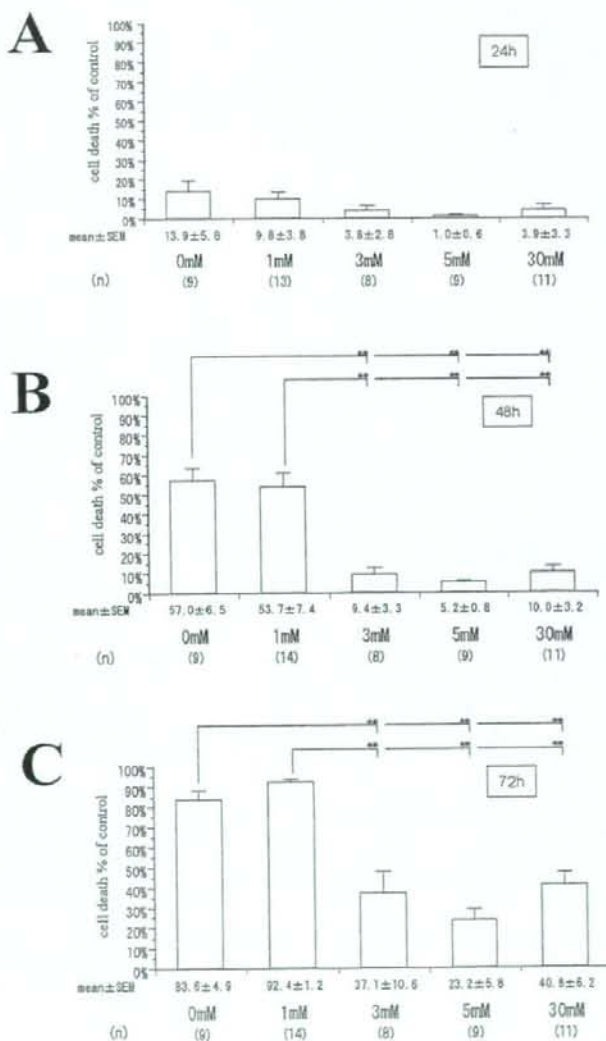 A
cell death % of control
100%
90%
80%
70%
60%
50%
40%
30%
20%
10%
0%
24h
mean±SEM 13.9±5.8 9.8±3.8 3.8±2.8 1.0±0.6 3.9±3.3
0mM 1mM 3mM 5mM 30mM
(n) (9) (13) (8) (9) (11)
** ** **
** ** **
B
cell death % of control
100%
90%
80%
70%
60%
50%
40%
30%
20%
10%
0%
48h
mean±SEM 57.0±6.5 53.7±7.4 9.4±3.3 5.2±0.8 10.0±3.2
0mM 1mM 3mM 5mM 30mM
(n) (9) (14) (8) (9) (11)
** ** **
** ** **
C
cell death % of control
100%
90%
80%
70%
60%
50%
40%
30%
20%
10%
0%
72h
mean±SEM 83.6±4.9 92.4±1.2 37.1±10.6 23.2±5.8 40.8±6.2
0mM 1mM 3mM 5mM 30mM
(n) (9) (14) (8) (9) (11)